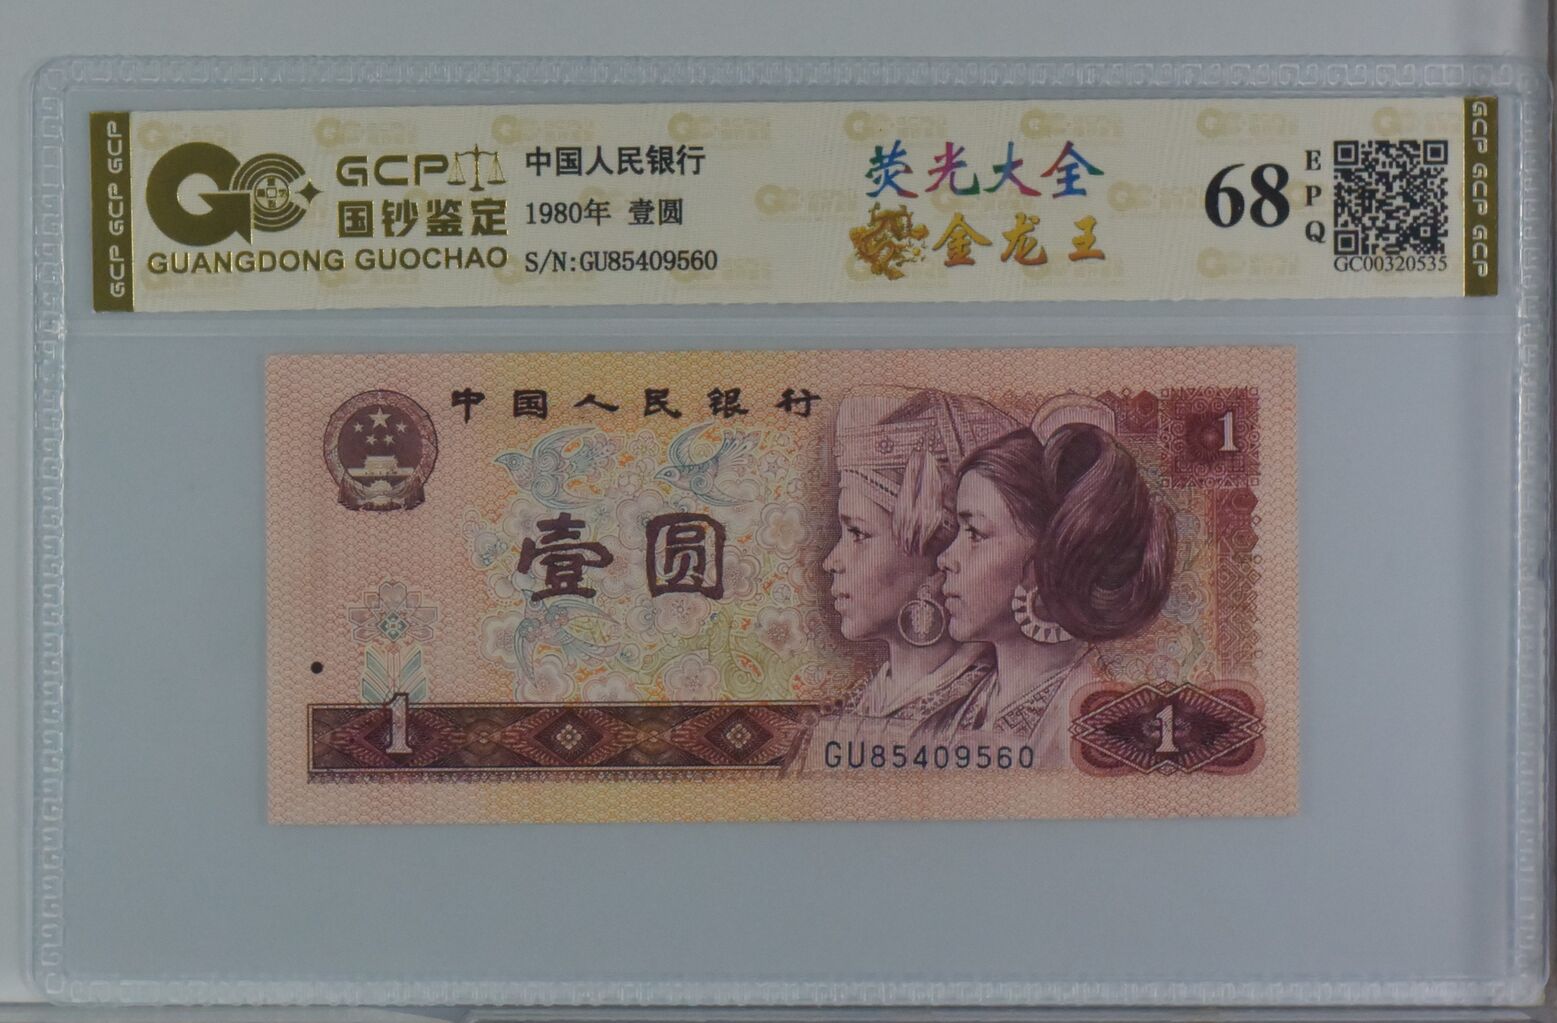 GCP GCP GCP
GCP
国钞鉴定
GUANGDONG GUOCHAO
中国人民银行
1980年 壹圆
S/N:GU85409560
荧光大全
金龙王
68
EPQ
GC00320535
GCP GCP GCP
中国人民银行
1
壹圆
1
GU85409560
1